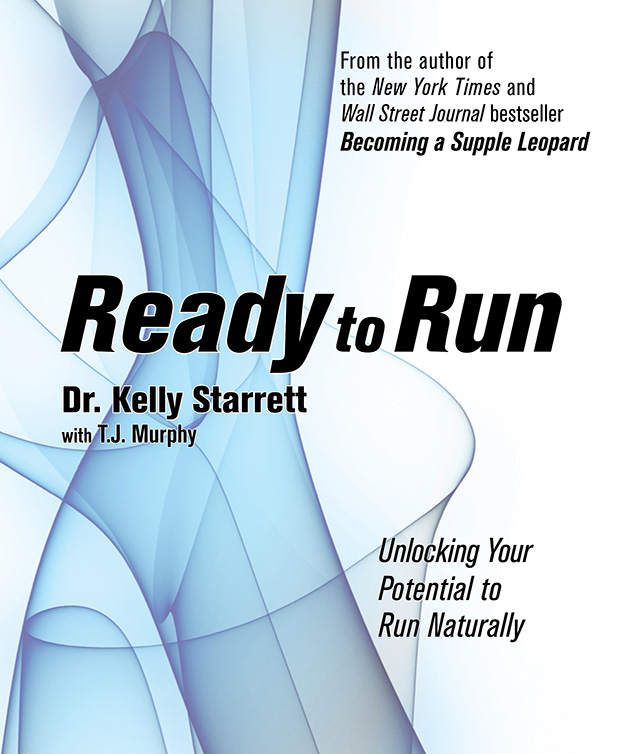 From the author of
the New York Times and
Wall Street Journal bestseller
Becoming a Supple Leopard
Ready to Run
Dr. Kelly Starrett
with T.J. Murphy
Unlocking Your
Potential to
Run Naturally